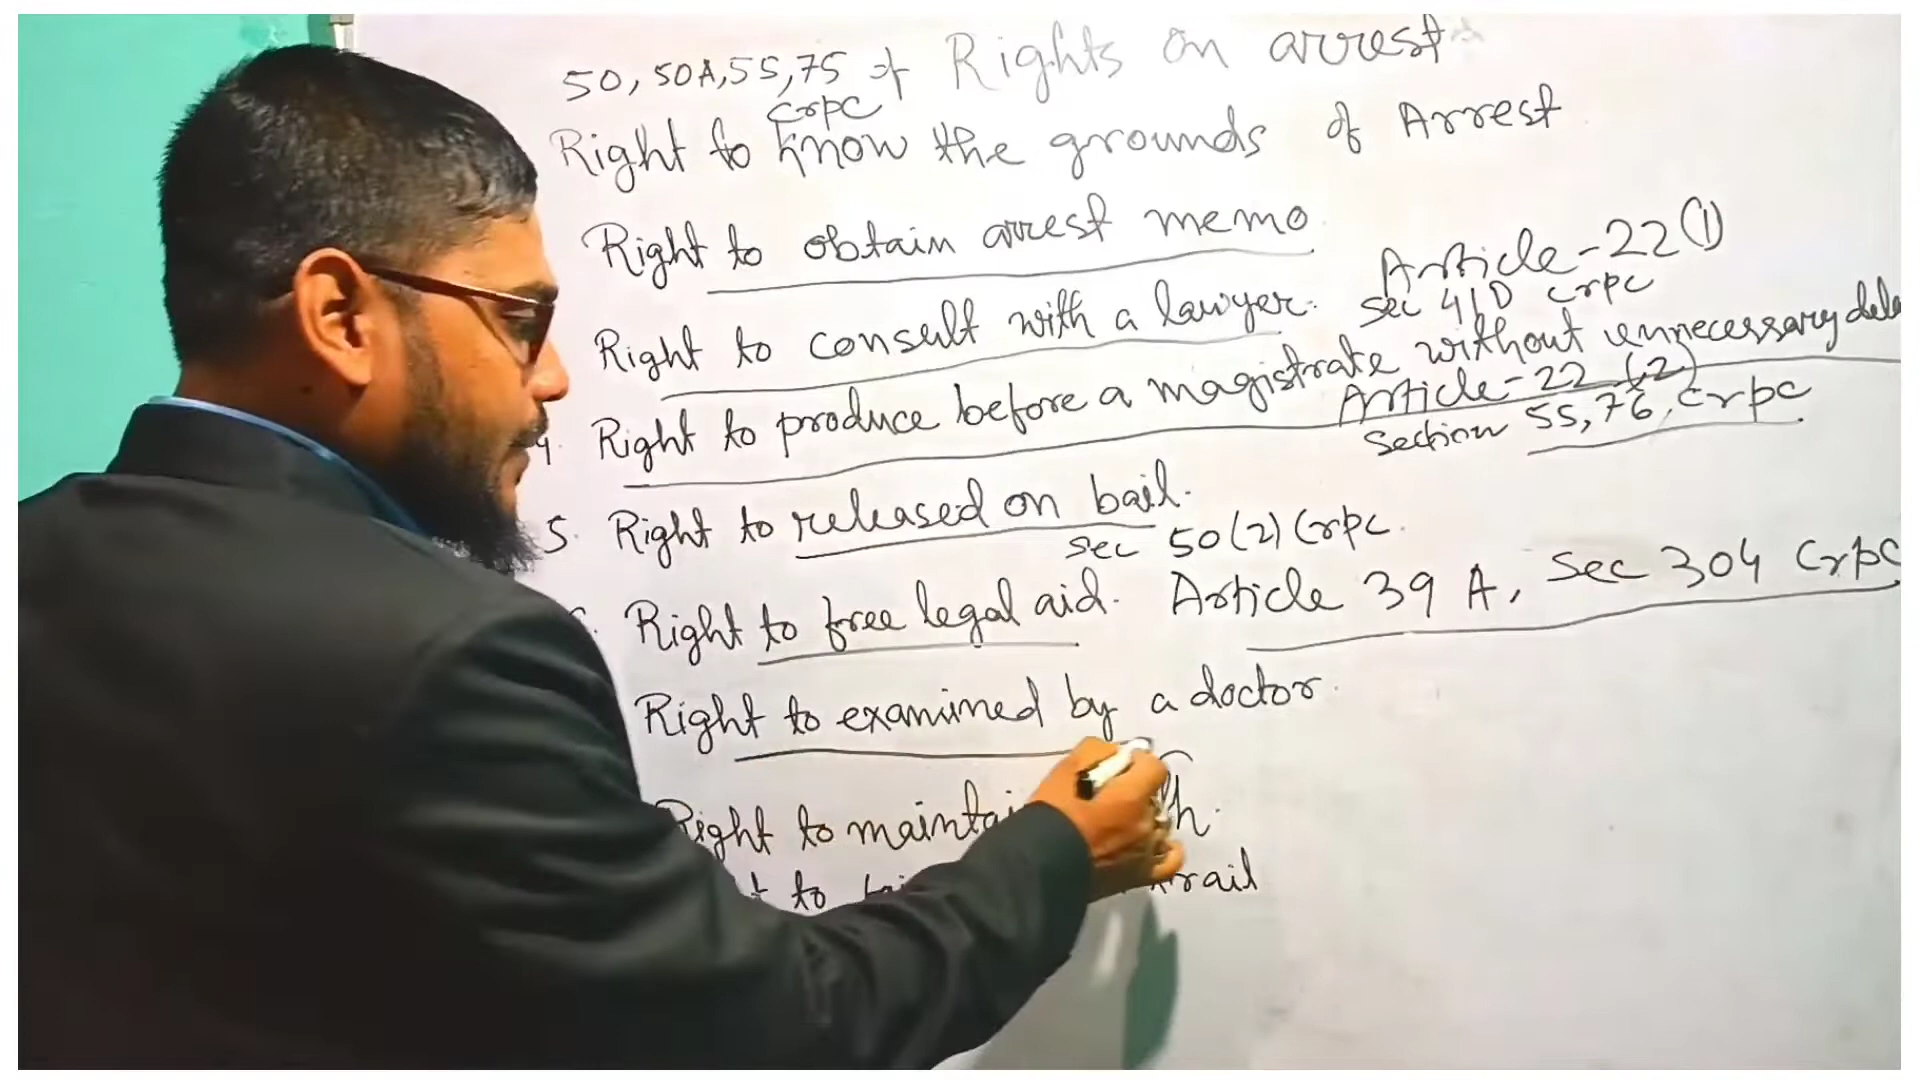 50, 50A, 55, 75 of Rights on arrest
crpc
Right to know the grounds of Arrest
Right to obtain arrest memo
Article-22(1)
Right to consult with a lawyer. Sec 41D crpc
4. Right to produce before a magistrate without unnecessary dela
Article-22 (2)
Section 55, 76, crpc
5. Right to released on bail.
Sec 50(2) Crpc.
Right to free legal aid. Article 39 A, Sec 304 Crpc
Right to examined by a doctor.
Right to maintai
to